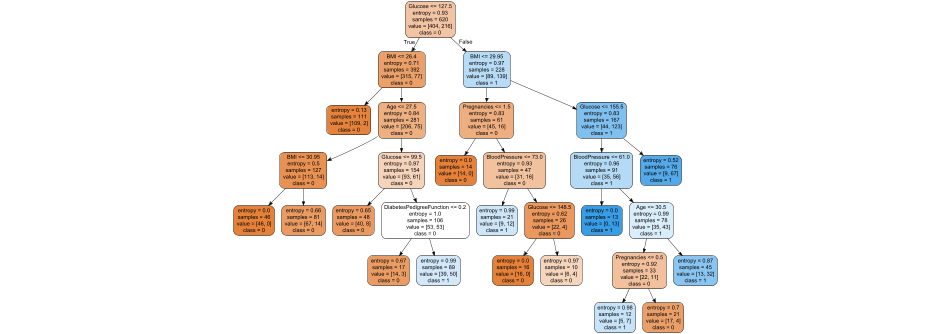 Glucose <= 127.5
entropy = 0.93
samples = 620
value = [404, 216]
class = 0
True
False
BMI <= 26.4
entropy = 0.71
samples = 392
value = [315, 77]
class = 0
BMI <= 29.95
entropy = 0.97
samples = 228
value = [89, 139]
class = 1
entropy = 0.13
samples = 111
value = [109, 2]
class = 0
Age <= 27.5
entropy = 0.84
samples = 281
value = [206, 75]
class = 0
Pregnancies <= 1.5
entropy = 0.83
samples = 61
value = [45, 16]
class = 0
Glucose <= 155.5
entropy = 0.83
samples = 167
value = [44, 123]
class = 1
BMI <= 30.95
entropy = 0.5
samples = 127
value = [113, 14]
class = 0
Glucose <= 99.5
entropy = 0.97
samples = 154
value = [93, 61]
class = 0
entropy = 0.0
samples = 14
value = [14, 0]
class = 0
BloodPressure <= 73.0
entropy = 0.93
samples = 47
value = [31, 16]
class = 0
BloodPressure <= 61.0
entropy = 0.96
samples = 91
value = [35, 56]
class = 1
entropy = 0.52
samples = 76
value = [9, 67]
class = 1
entropy = 0.0
samples = 46
value = [46, 0]
class = 0
entropy = 0.66
samples = 81
value = [67, 14]
class = 0
entropy = 0.65
samples = 48
value = [40, 8]
class = 0
DiabetesPedigreeFunction <= 0.2
entropy = 1.0
samples = 106
value = [53, 53]
class = 0
entropy = 0.99
samples = 21
value = [9, 12]
class = 1
Glucose <= 148.5
entropy = 0.62
samples = 26
value = [22, 4]
class = 0
entropy = 0.0
samples = 13
value = [0, 13]
class = 1
Age <= 30.5
entropy = 0.99
samples = 78
value = [35, 43]
class = 1
entropy = 0.67
samples = 17
value = [14, 3]
class = 0
entropy = 0.99
samples = 89
value = [39, 50]
class = 1
entropy = 0.0
samples = 16
value = [16, 0]
class = 0
entropy = 0.97
samples = 10
value = [6, 4]
class = 0
Pregnancies <= 0.5
entropy = 0.92
samples = 33
value = [22, 11]
class = 0
entropy = 0.87
samples = 45
value = [13, 32]
class = 1
entropy = 0.98
samples = 12
value = [5, 7]
class = 1
entropy = 0.7
samples = 21
value = [17, 4]
class = 0